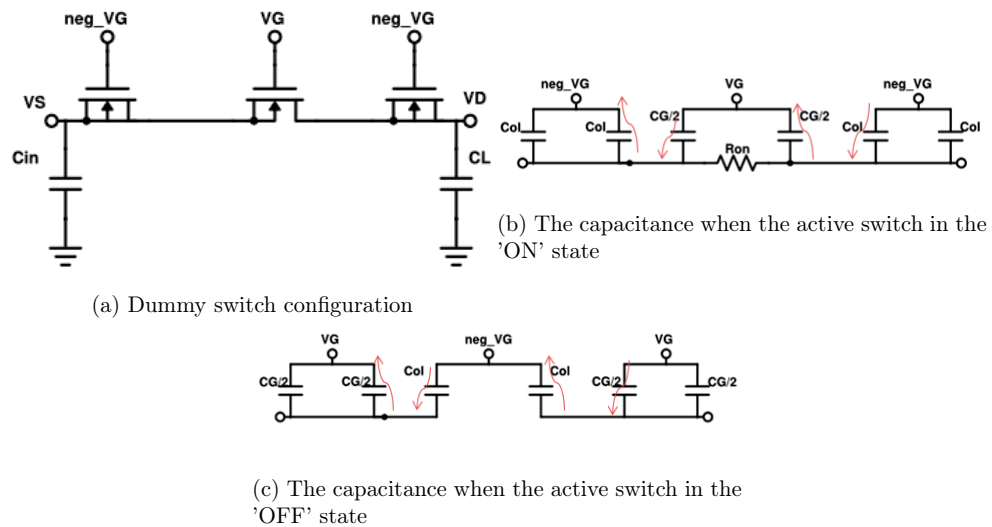 neg_VG VG neg_VG
VS VD
Cin CL
(a) Dummy switch configuration
neg_VG VG neg_VG
Col Col CG/2 CG/2 Col Col
Ron
(b) The capacitance when the active switch in the
'ON' state
VG neg_VG VG
CG/2 CG/2 Col Col CG/2 CG/2
(c) The capacitance when the active switch in the
'OFF' state